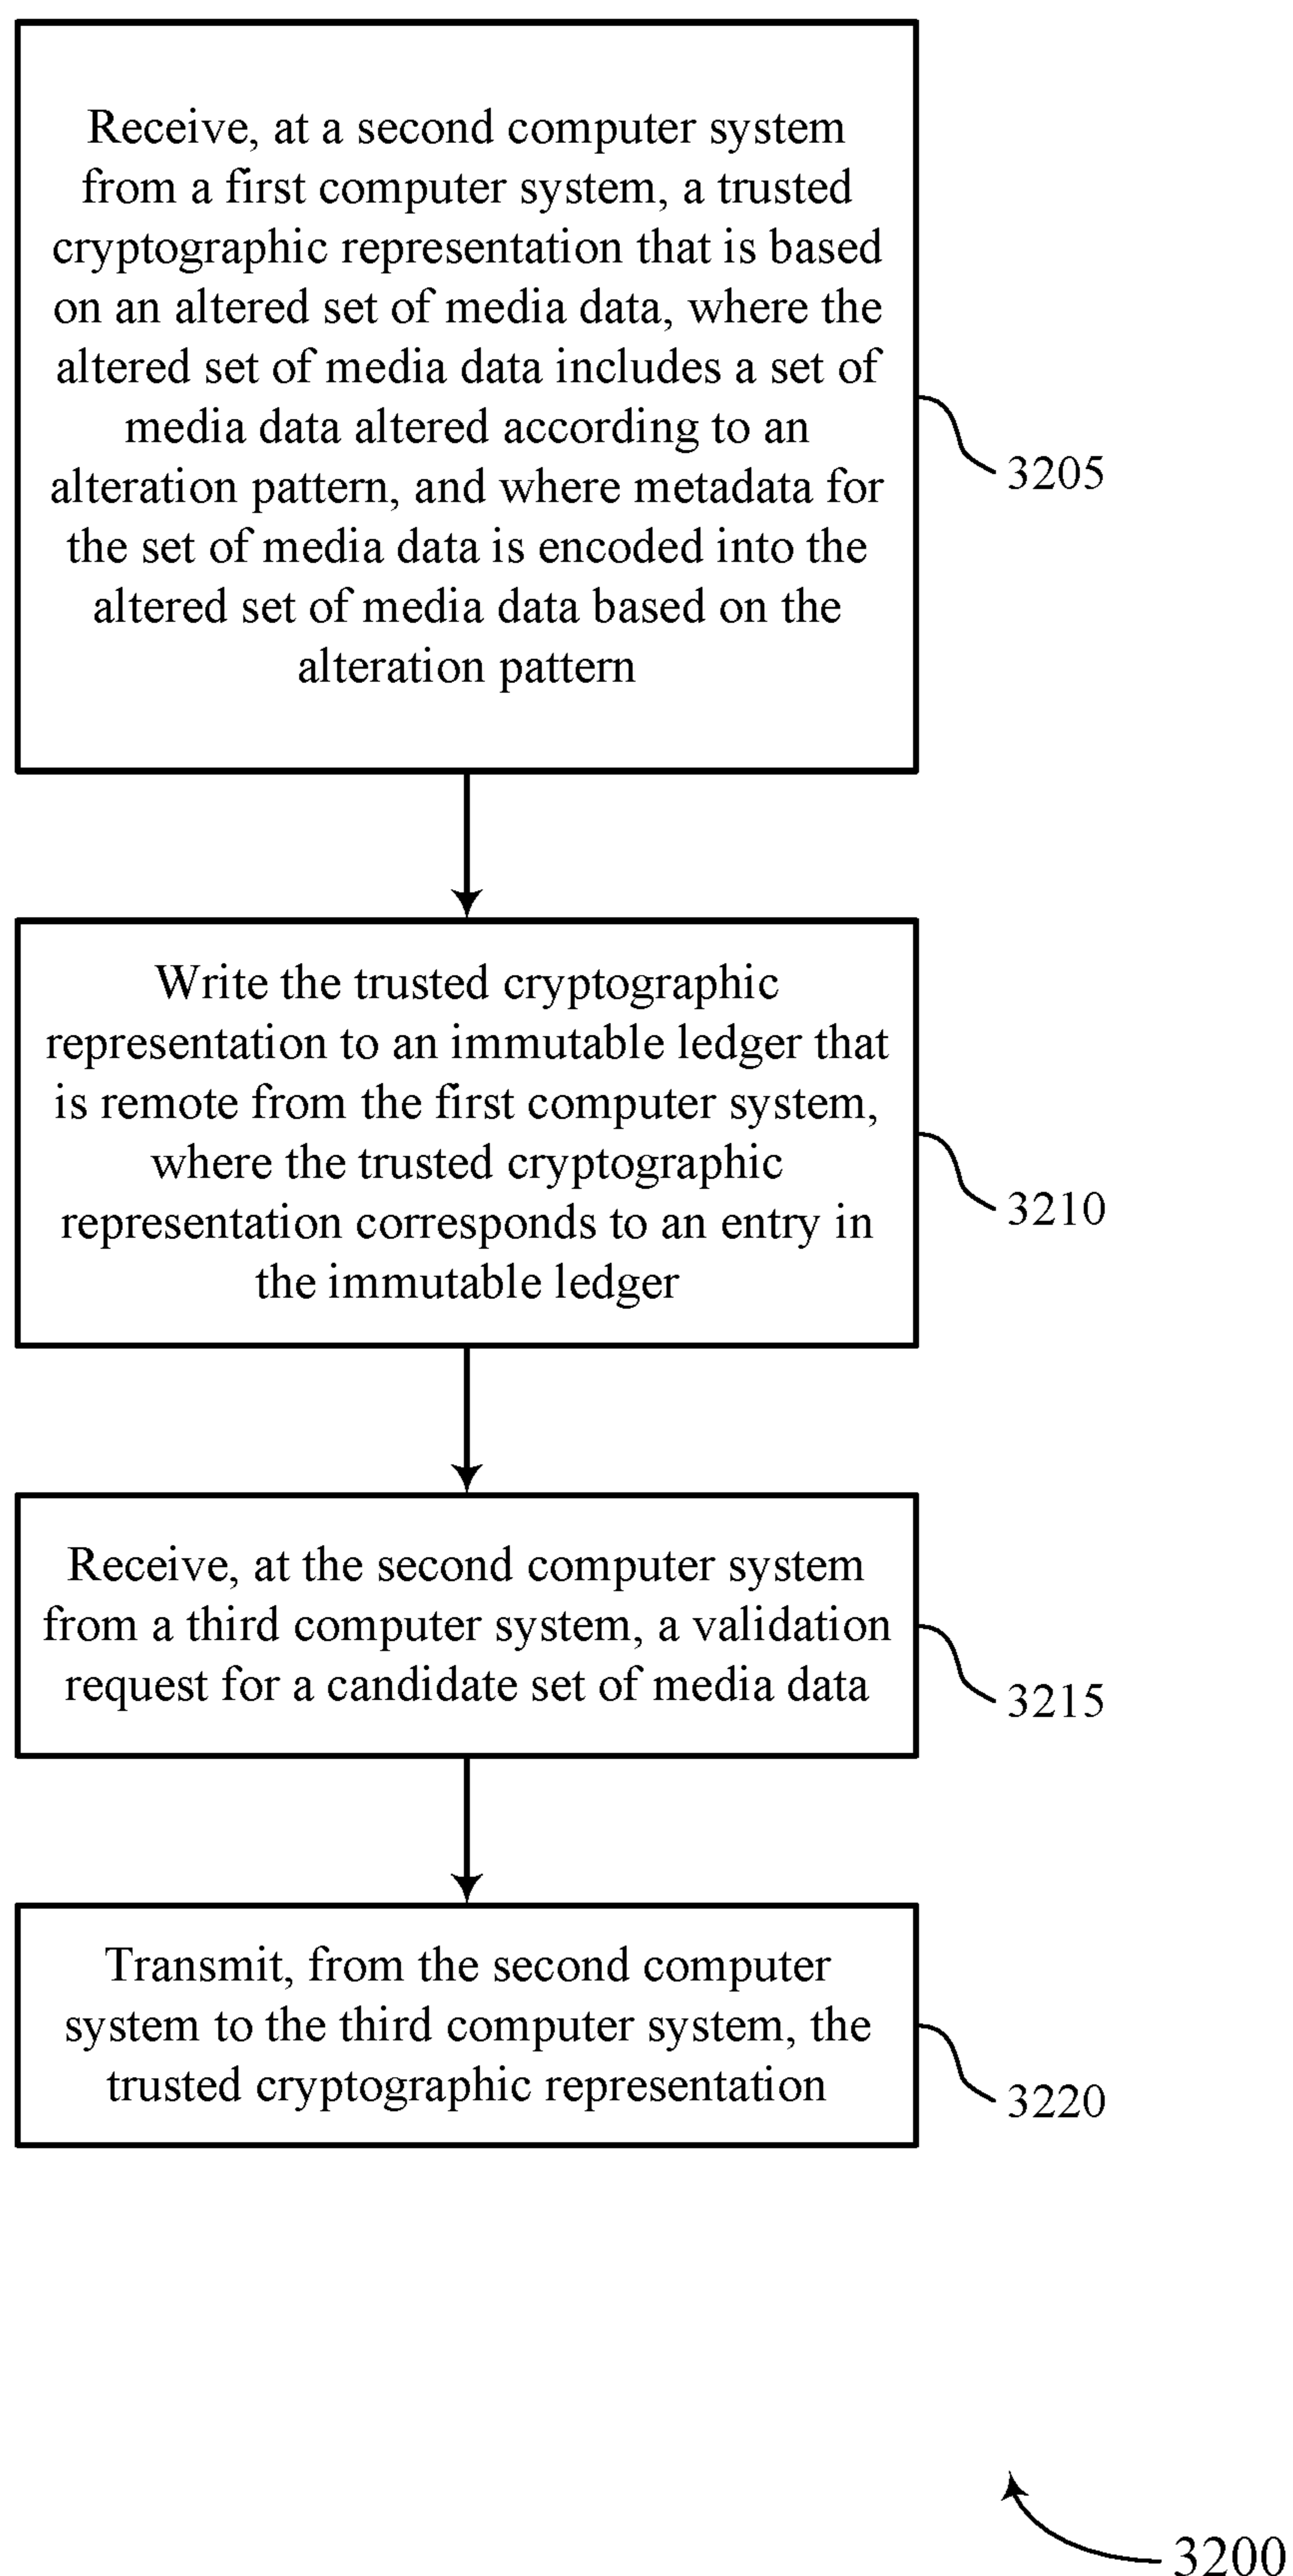 Receive, at a second computer system
from a first computer system, a trusted
cryptographic representation that is based
on an altered set of media data, where the
altered set of media data includes a set of
media data altered according to an
alteration pattern, and where metadata for
the set of media data is encoded into the
altered set of media data based on the
alteration pattern
3205
Write the trusted cryptographic
representation to an immutable ledger that
is remote from the first computer system,
where the trusted cryptographic
representation corresponds to an entry in
the immutable ledger
3210
Receive, at the second computer system
from a third computer system, a validation
request for a candidate set of media data
3215
Transmit, from the second computer
system to the third computer system, the
trusted cryptographic representation
3220
3200